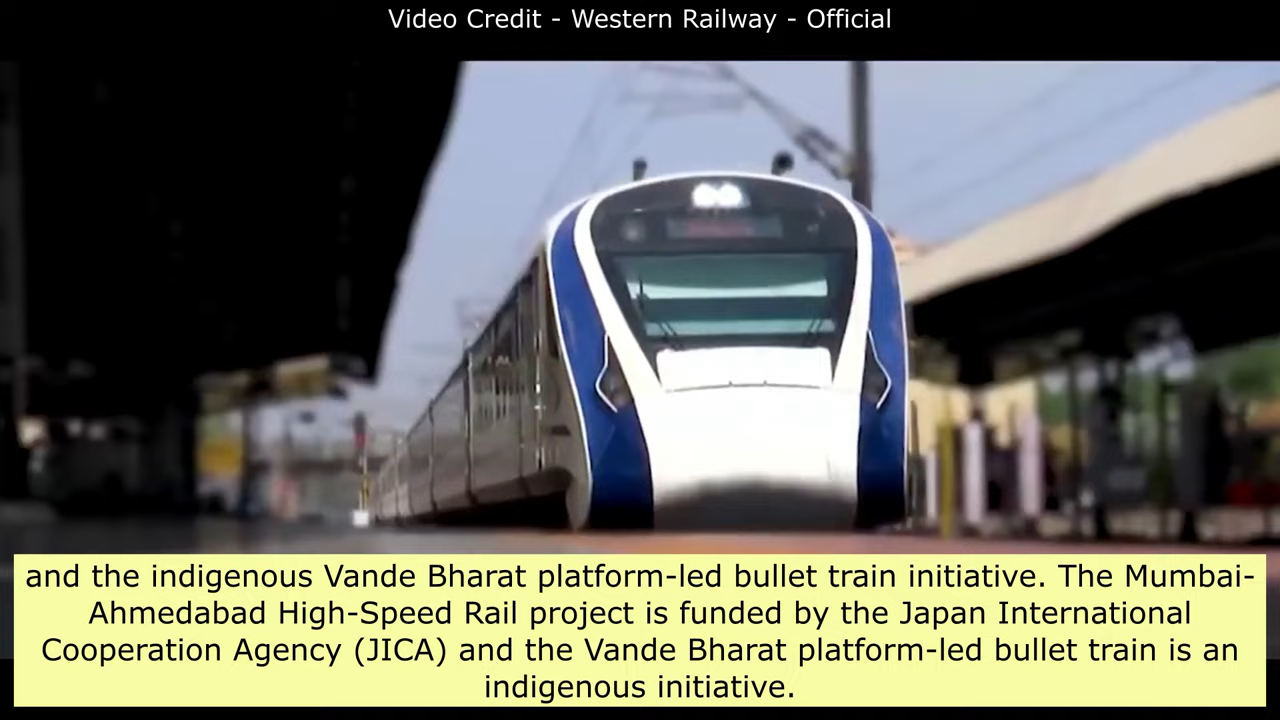 Video Credit - Western Railway - Official
and the indigenous Vande Bharat platform-led bullet train initiative. The Mumbai-
Ahmedabad High-Speed Rail project is funded by the Japan International
Cooperation Agency (JICA) and the Vande Bharat platform-led bullet train is an
indigenous initiative.